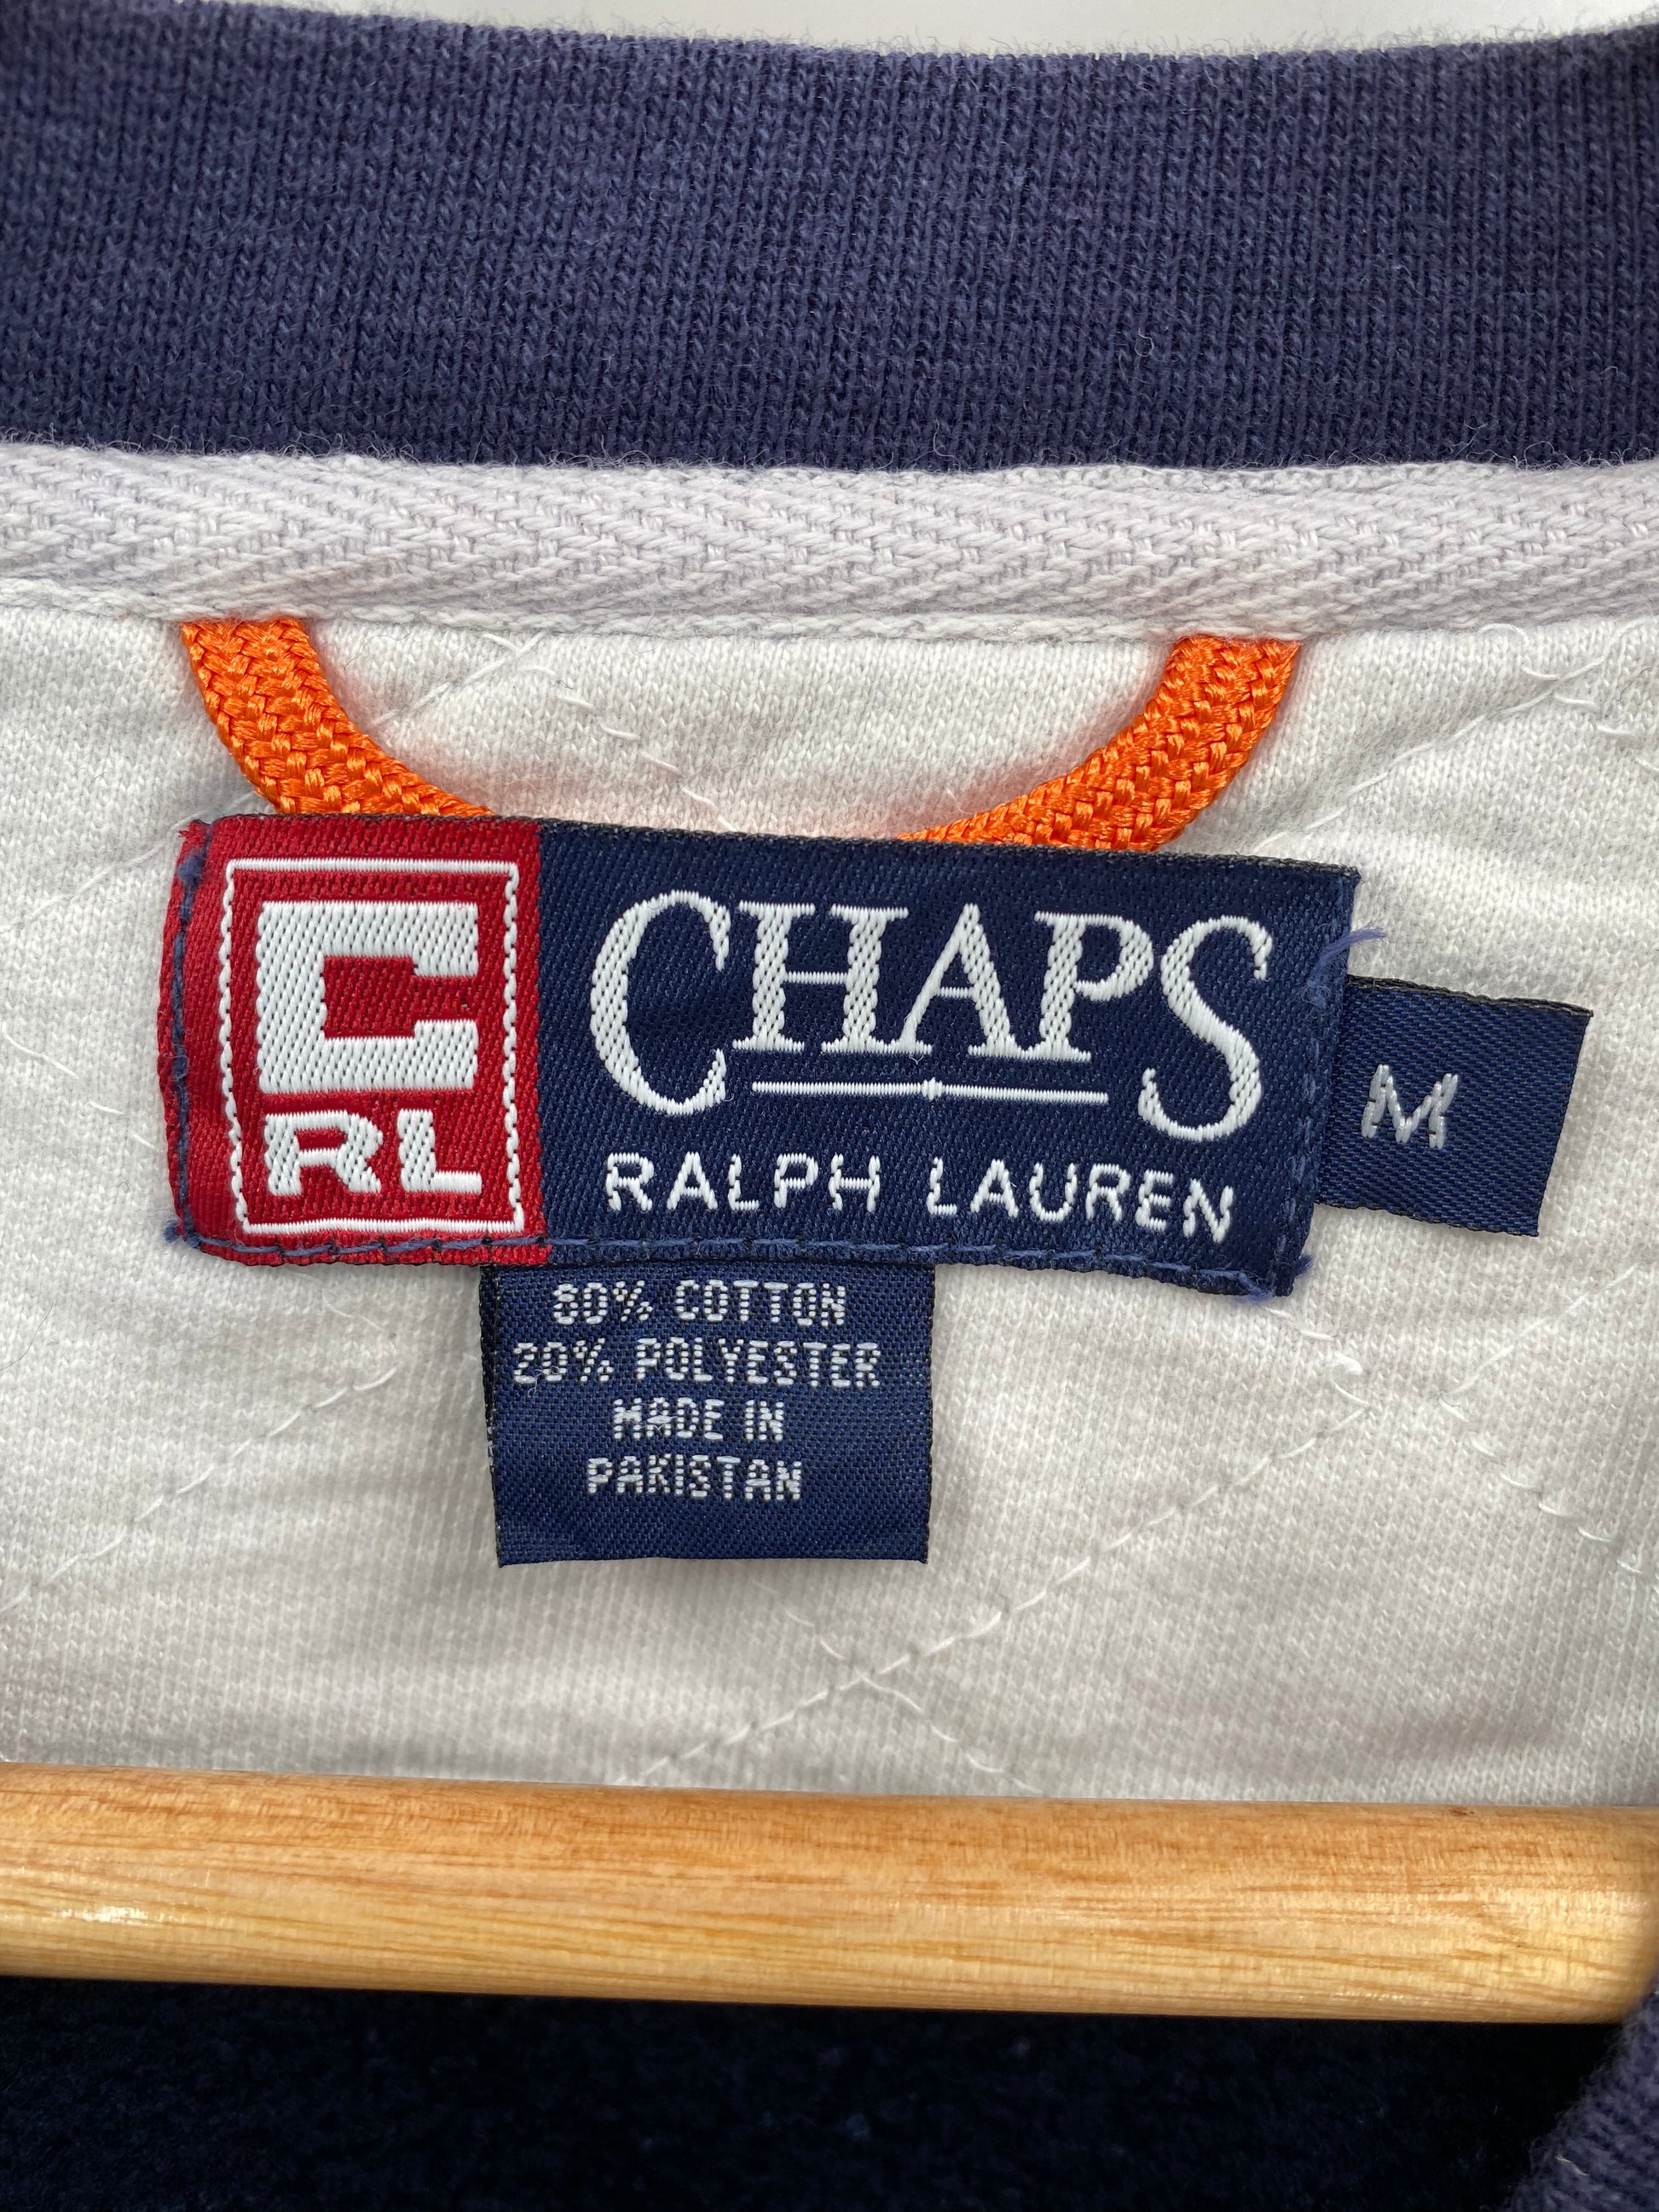 C
RL
CHAPS
RALPH LAUREN
M
80% COTTON
20% POLYESTER
MADE IN
PAKISTAN